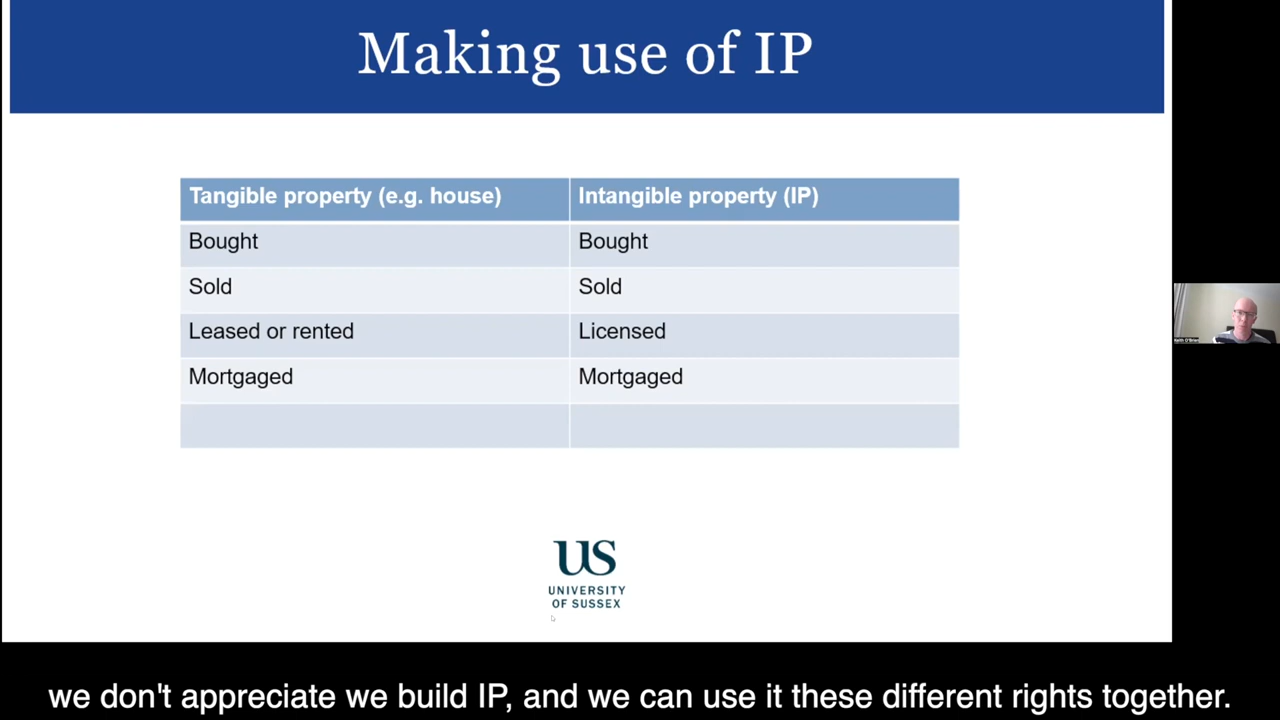 Making use of IP
Tangible property (e.g. house) Intangible property (IP)
Bought Bought
Sold Sold
Leased or rented Licensed
Mortgaged Mortgaged
US
UNIVERSITY
OF SUSSEX
Keith O'Brien
we don't appreciate we build IP, and we can use it these different rights together.